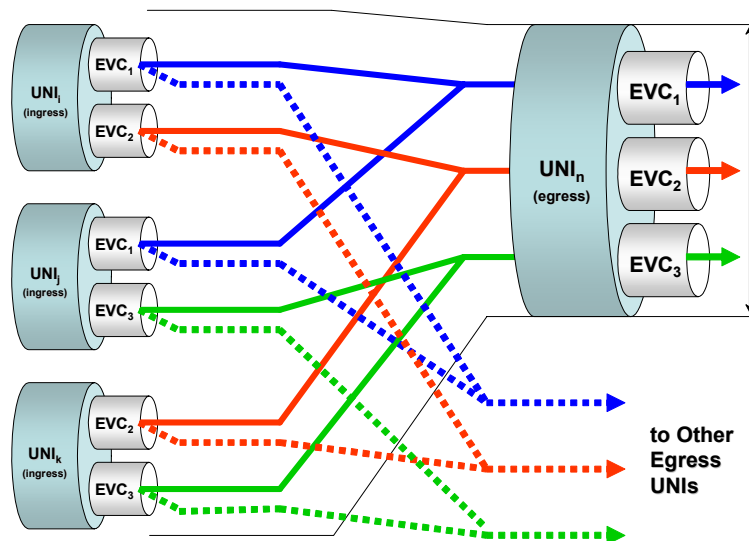 UNIi
(ingress)
EVC1
EVC2
UNIj
(ingress)
EVC1
EVC3
UNIk
(ingress)
EVC2
EVC3
UNIn
(egress)
EVC1
EVC2
EVC3
to Other
Egress
UNIs